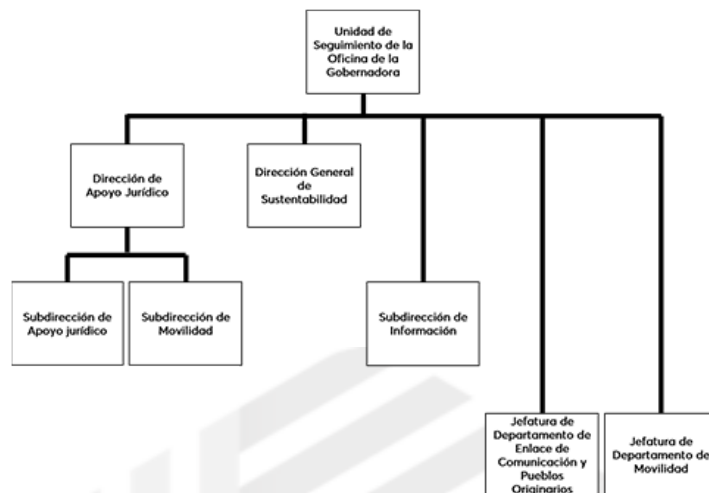 Unidad de
Seguimiento de la
Oficina de la
Gobernadora
Dirección de
Apoyo Jurídico
Dirección General
de
Sustentabilidad
Subdirección de
Apoyo jurídico
Subdirección de
Movilidad
Subdirección de
Información
Jefatura de
Departamento de
Enlace de
Comunicación y
Pueblos
Originarios
Jefatura de
Departamento de
Movilidad